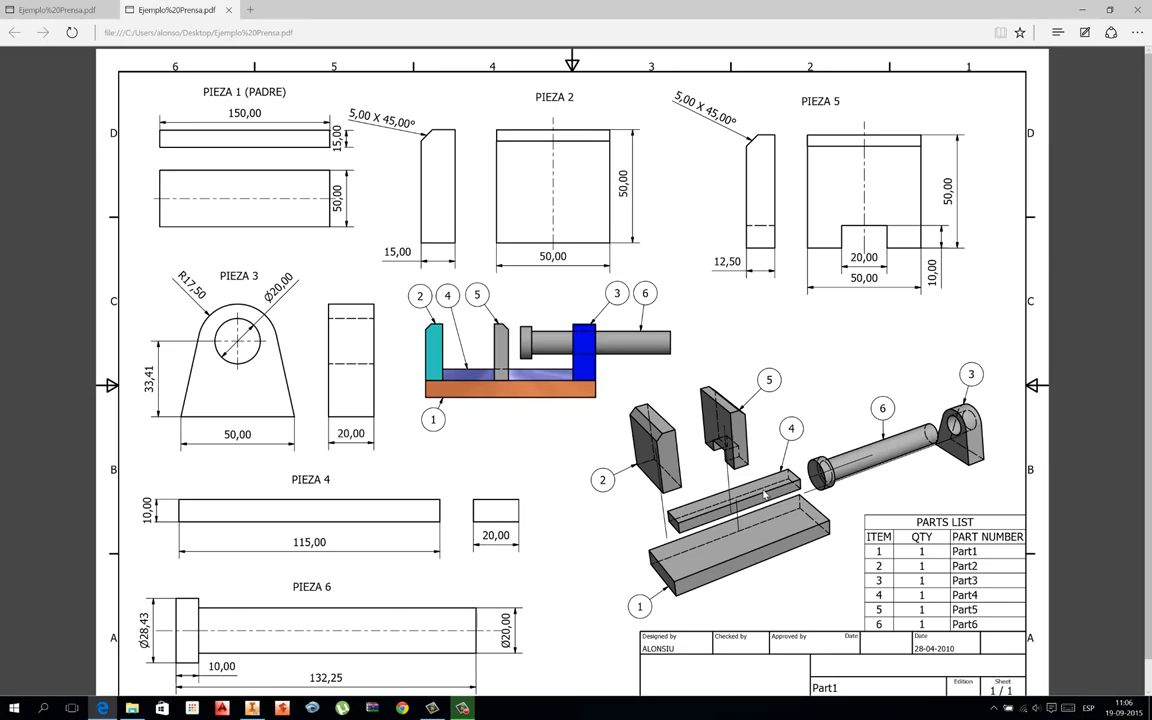 Ejemplo%20Prensa.pdf
Ejemplo%20Prensa.pdf
file:///C:/Users/alonso/Desktop/Ejemplo%20Prensa.pdf
6 5 4 3 2 1
D
D
C
C
B
B
A
A
PIEZA 1 (PADRE)
150,00
15,00
50,00
PIEZA 2
5,00 X 45,00°
15,00
50,00
50,00
PIEZA 5
5,00 X 45,00°
12,50
50,00
20,00
50,00
10,00
PIEZA 3
R17,50
Ø20,00
33,41
50,00
20,00
2 4 5 3 6
1
5
3
6
4
2
1
PIEZA 4
10,00
115,00
20,00
PIEZA 6
Ø28,43
Ø20,00
10,00
132,25
PARTS LIST
ITEM QTY PART NUMBER
1 1 Part1
2 1 Part2
3 1 Part3
4 1 Part4
5 1 Part5
6 1 Part6
Designed by Checked by Approved by Date Date
ALONSIU 28-04-2010
Part1
Edition Sheet
1 / 1
ESP
11:06
19-09-2015